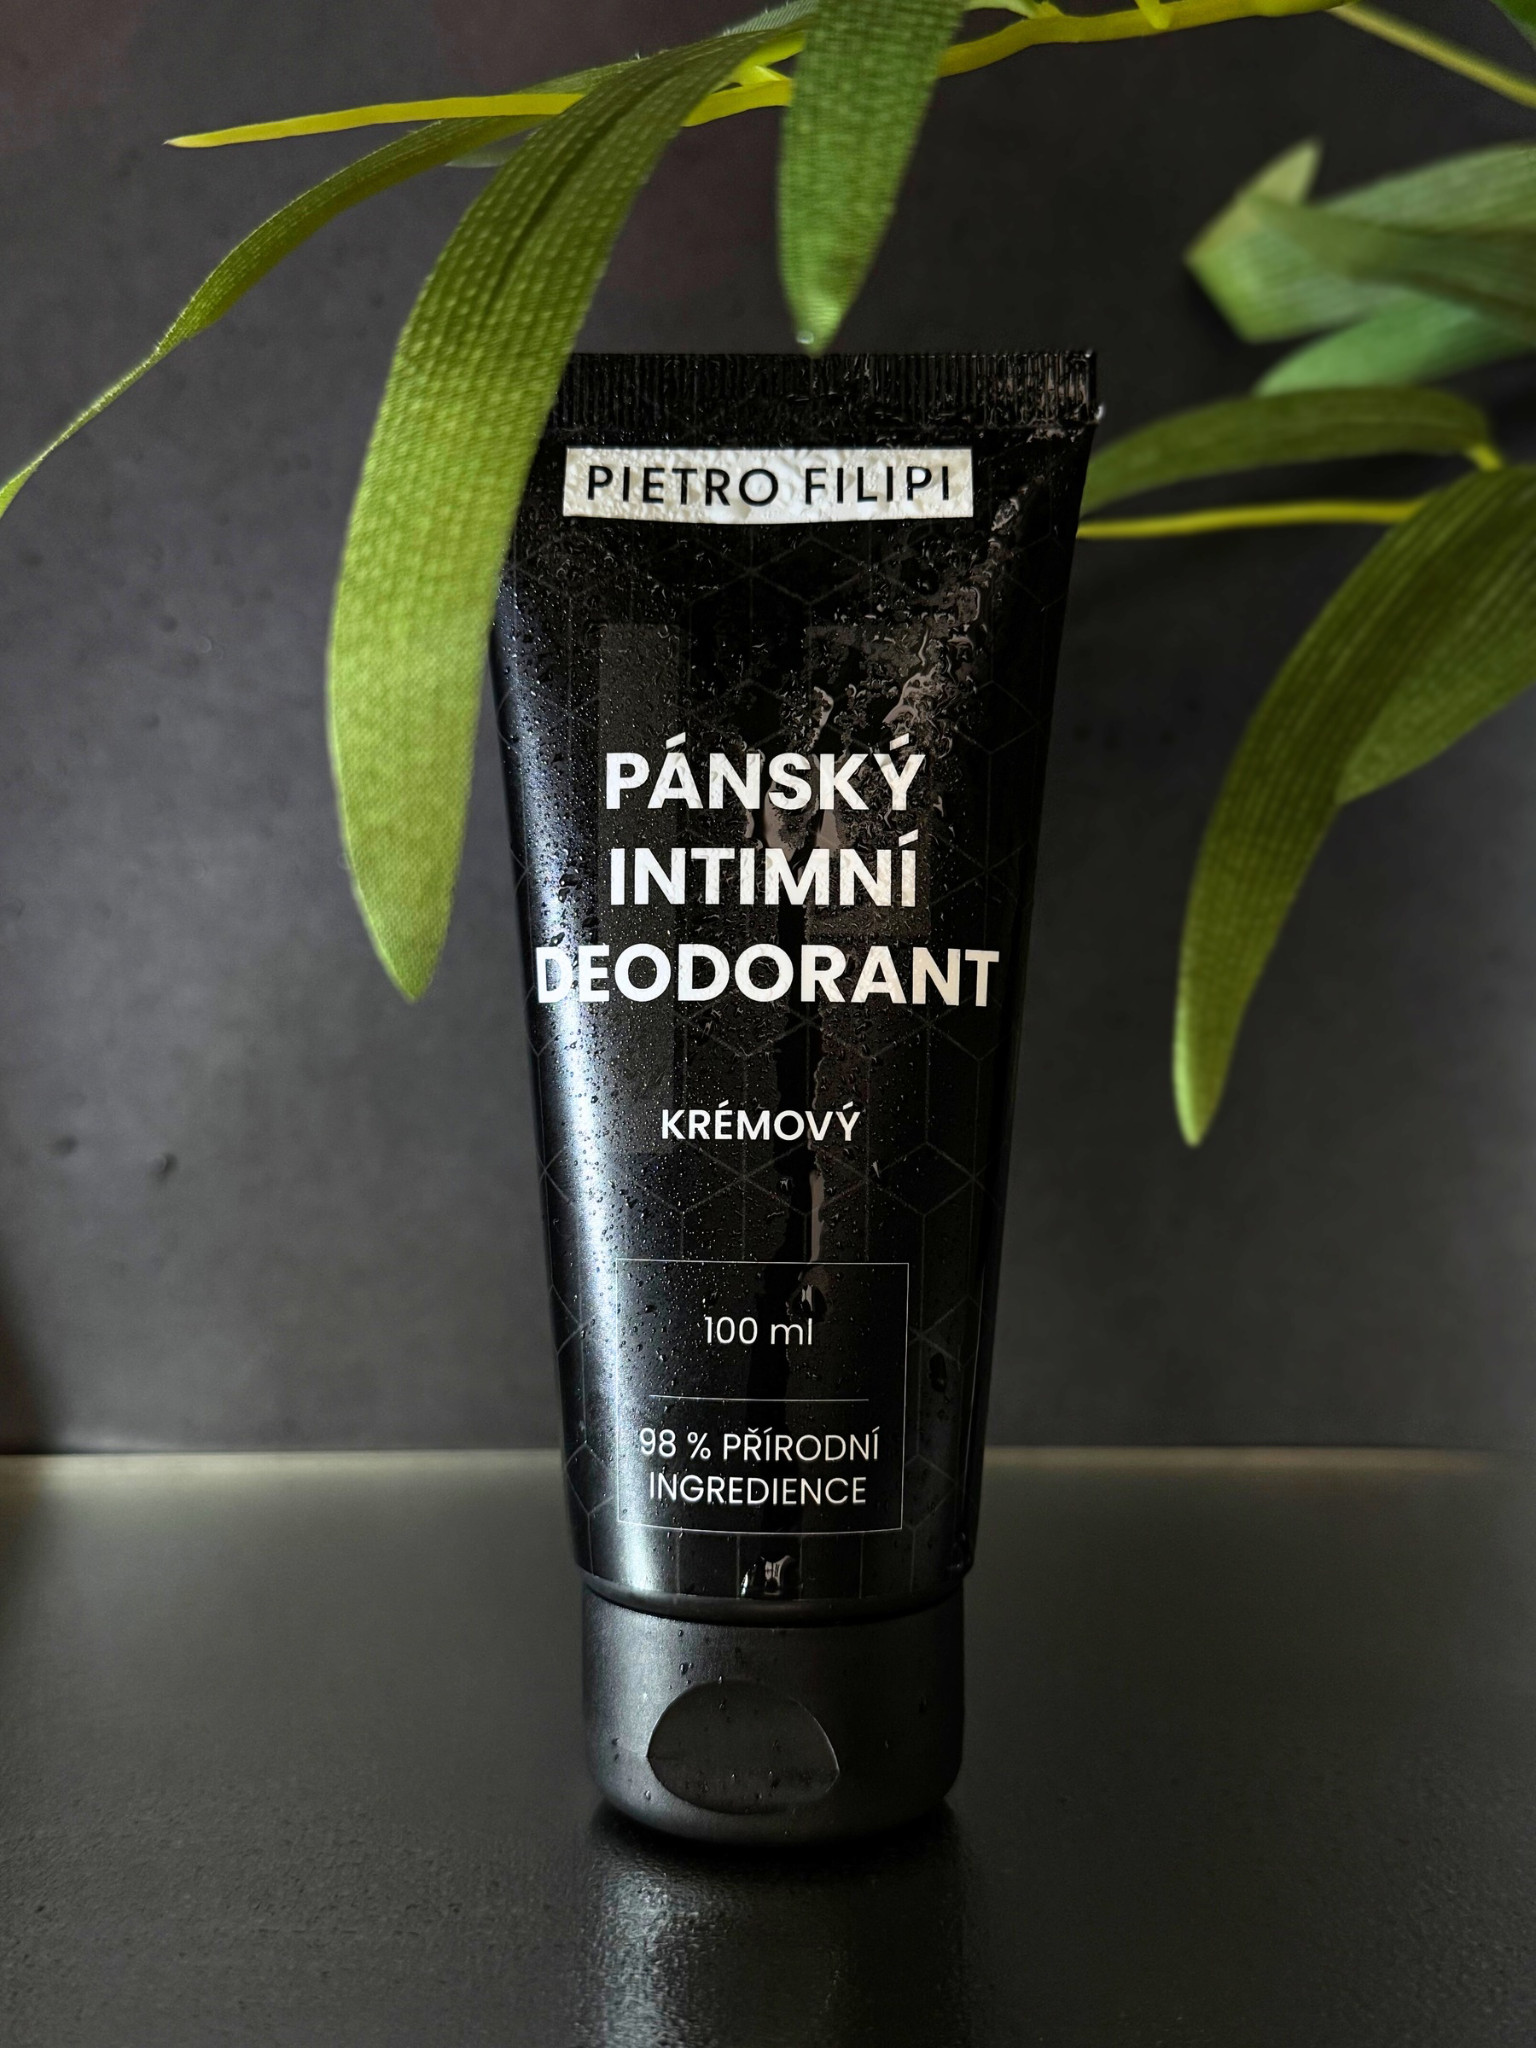 PIETRO FILIPI
PÁNSKÝ
INTIMNÍ
DEODORANT
KRÉMOVÝ
100 ml
98 % PŘÍRODNÍ
INGREDIENCE